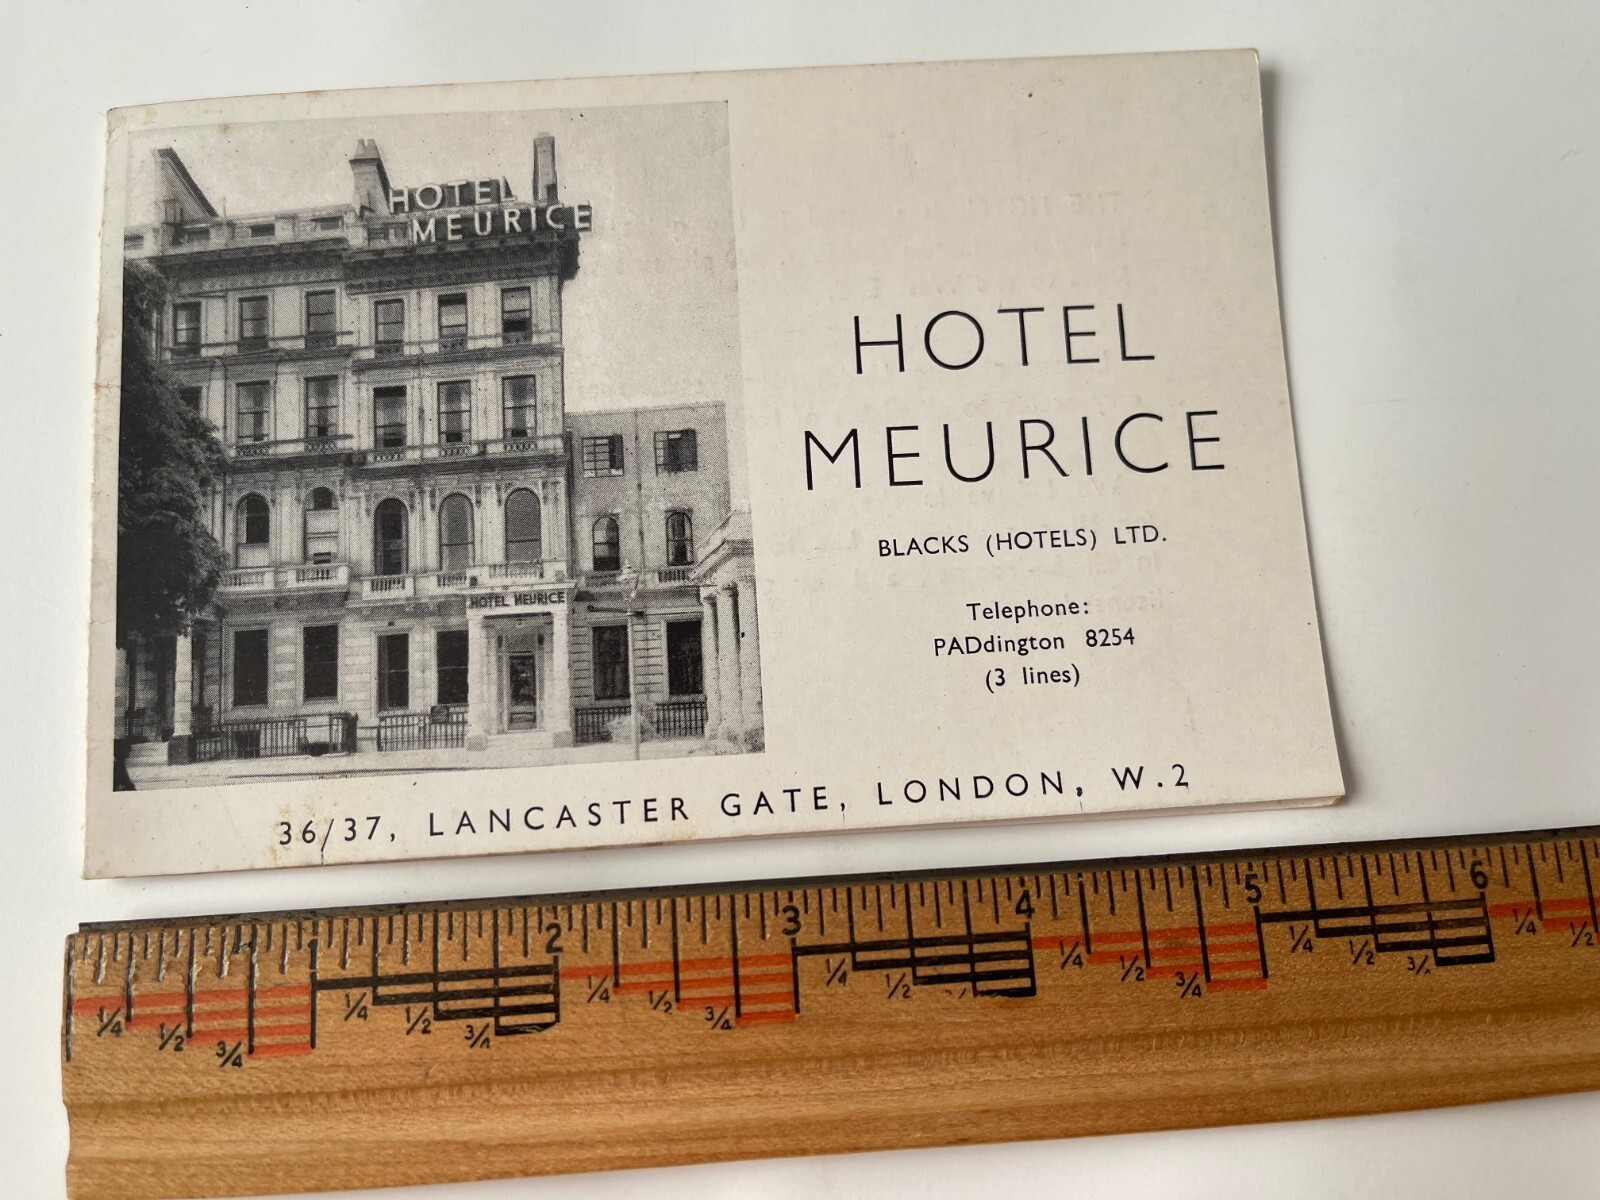 HOTEL
MEURICE
HOTEL MEURICE
HOTEL
MEURICE
BLACKS (HOTELS) LTD.
Telephone:
PADdington 8254
(3 lines)
36/37, LANCASTER GATE, LONDON, W.2
1 2 3 4 5 6
1/4 1/2 3/4 1/4 1/2 3/4 1/4 1/2 3/4 1/4 1/2 1/4 1/2 3/4 1/4 1/2 3/4 1/4 1/2